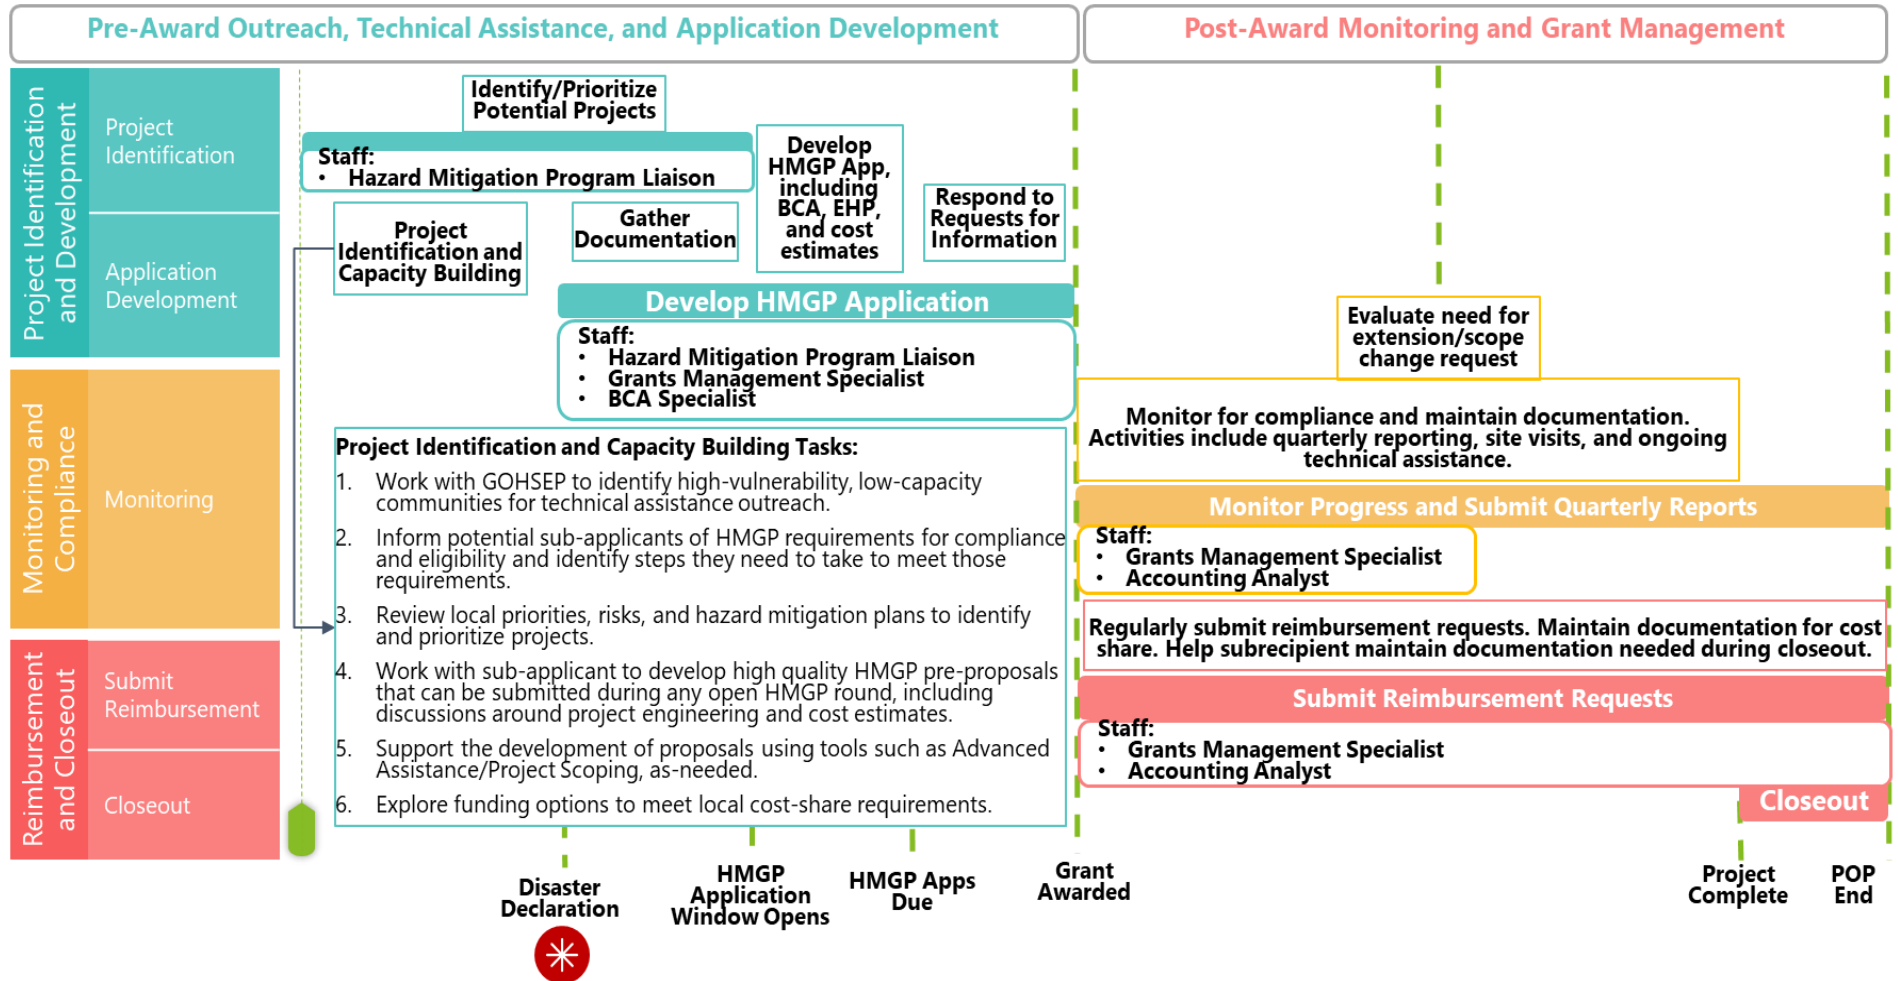 Pre-Award Outreach, Technical Assistance, and Application Development
Post-Award Monitoring and Grant Management
Project Identification
and Development
Project
Identification
Application
Development
Identify/Prioritize
Potential Projects
Staff:
• Hazard Mitigation Program Liaison
Project
Identification and
Capacity Building
Gather
Documentation
Develop
HMGP App,
including
BCA, EHP,
and cost
estimates
Respond to
Requests for
Information
Develop HMGP Application
Staff:
• Hazard Mitigation Program Liaison
• Grants Management Specialist
• BCA Specialist
Evaluate need for
extension/scope
change request
Monitoring and
Compliance
Monitoring
Monitor for compliance and maintain documentation.
Activities include quarterly reporting, site visits, and ongoing
technical assistance.
Monitor Progress and Submit Quarterly Reports
Staff:
• Grants Management Specialist
• Accounting Analyst
Project Identification and Capacity Building Tasks:
1. Work with GOHSEP to identify high-vulnerability, low-capacity
communities for technical assistance outreach.
2. Inform potential sub-applicants of HMGP requirements for compliance
and eligibility and identify steps they need to take to meet those
requirements.
3. Review local priorities, risks, and hazard mitigation plans to identify
and prioritize projects.
4. Work with sub-applicant to develop high quality HMGP pre-proposals
that can be submitted during any open HMGP round, including
discussions around project engineering and cost estimates.
5. Support the development of proposals using tools such as Advanced
Assistance/Project Scoping, as-needed.
6. Explore funding options to meet local cost-share requirements.
Reimbursement
and Closeout
Submit
Reimbursement
Closeout
Regularly submit reimbursement requests. Maintain documentation for cost
share. Help subrecipient maintain documentation needed during closeout.
Submit Reimbursement Requests
Staff:
• Grants Management Specialist
• Accounting Analyst
Closeout
Disaster
Declaration
HMGP
Application
Window Opens
HMGP Apps
Due
Grant
Awarded
Project
Complete
POP
End